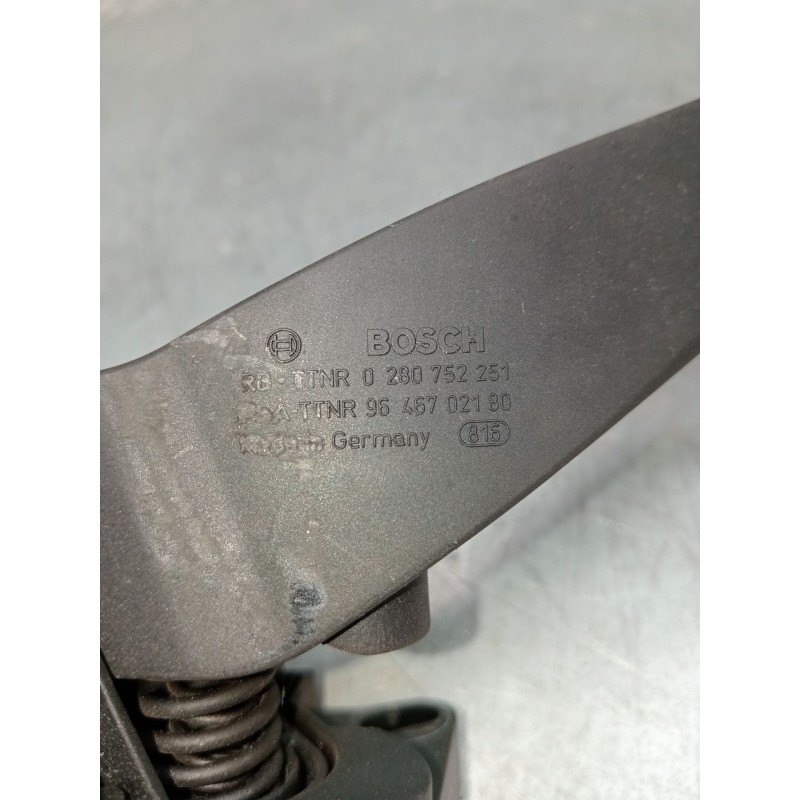 BOSCH
RB-TTNR 0 280 752 251
TTNR 96 467 021 80
Germany 816